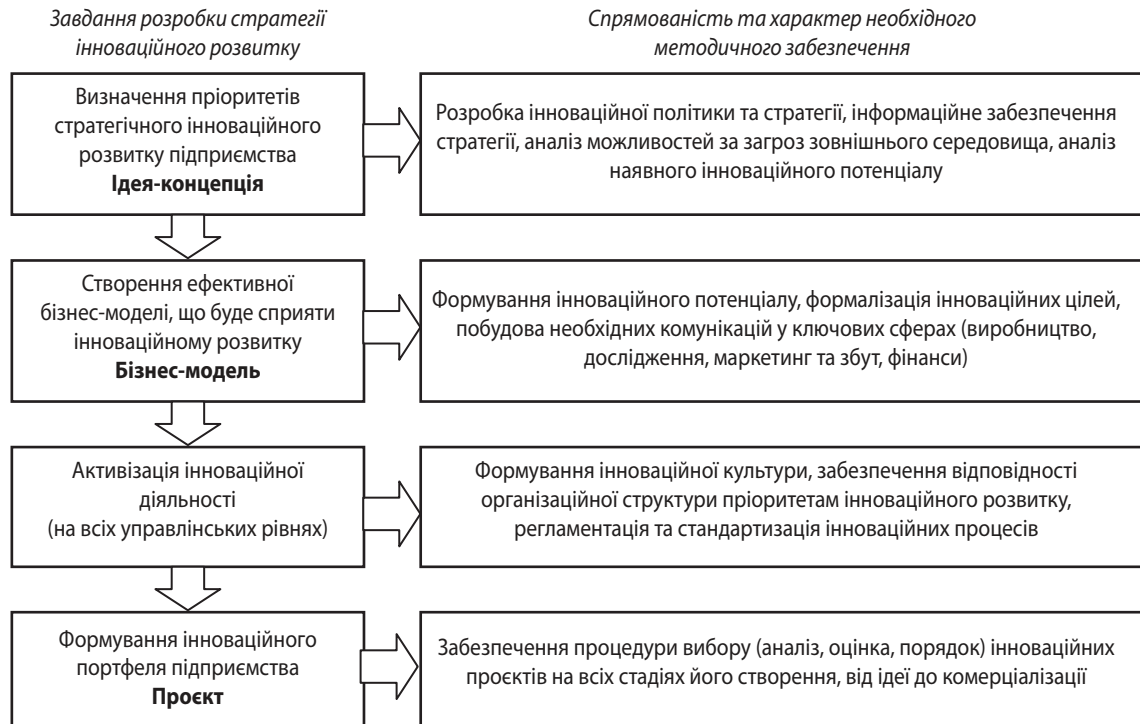 Завдання розробки стратегії
інноваційного розвитку
Спрямованість та характер необхідного
методичного забезпечення
Визначення пріоритетів
стратегічного інноваційного
розвитку підприємства
Ідея-концепція
Розробка інноваційної політики та стратегії, інформаційне забезпечення
стратегії, аналіз можливостей за загроз зовнішнього середовища, аналіз
наявного інноваційного потенціалу
Створення ефективної
бізнес-моделі, що буде сприяти
інноваційному розвитку
Бізнес-модель
Формування інноваційного потенціалу, формалізація інноваційних цілей,
побудова необхідних комунікацій у ключових сферах (виробництво,
дослідження, маркетинг та збут, фінанси)
Активізація інноваційної
діяльності
(на всіх управлінських рівнях)
Формування інноваційної культури, забезпечення відповідності
організаційної структури пріоритетам інноваційного розвитку,
регламентація та стандартизація інноваційних процесів
Формування інноваційного
портфеля підприємства
Проєкт
Забезпечення процедури вибору (аналіз, оцінка, порядок) інноваційних
проєктів на всіх стадіях його створення, від ідеї до комерціалізації